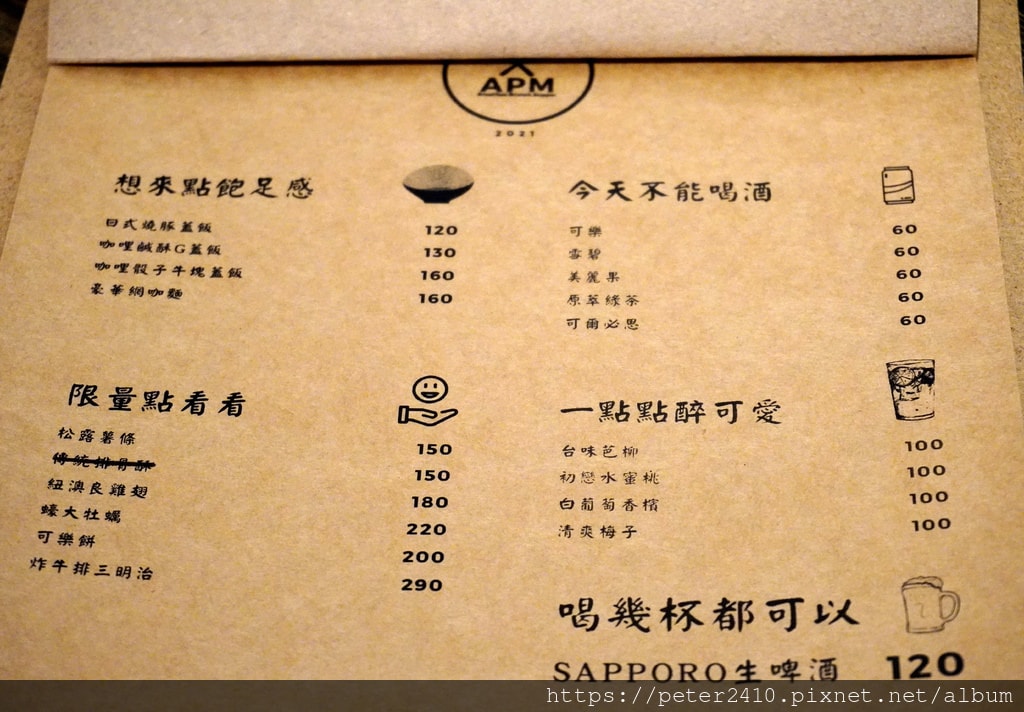 APM
2021
想來點飽足感
日式燒豚蓋飯 120
咖哩鹹酥G蓋飯 130
咖哩骰子牛塊蓋飯 160
豪華網咖麵 160
今天不能喝酒
可樂 60
雪碧 60
美麗果 60
原萃綠茶 60
可爾必思 60
限量點看看
松露薯條 150
傳統排骨酥 150
紐澳良雞翅 180
蠔大牡蠣 220
可樂餅 200
炸牛排三明治 290
一點點醉可愛
台味芭柳 100
初戀水蜜桃 100
白葡萄香檳 100
清爽梅子 100
喝幾杯都可以
SAPPORO生啤酒 120
https://peter2410.pixnet.net/album